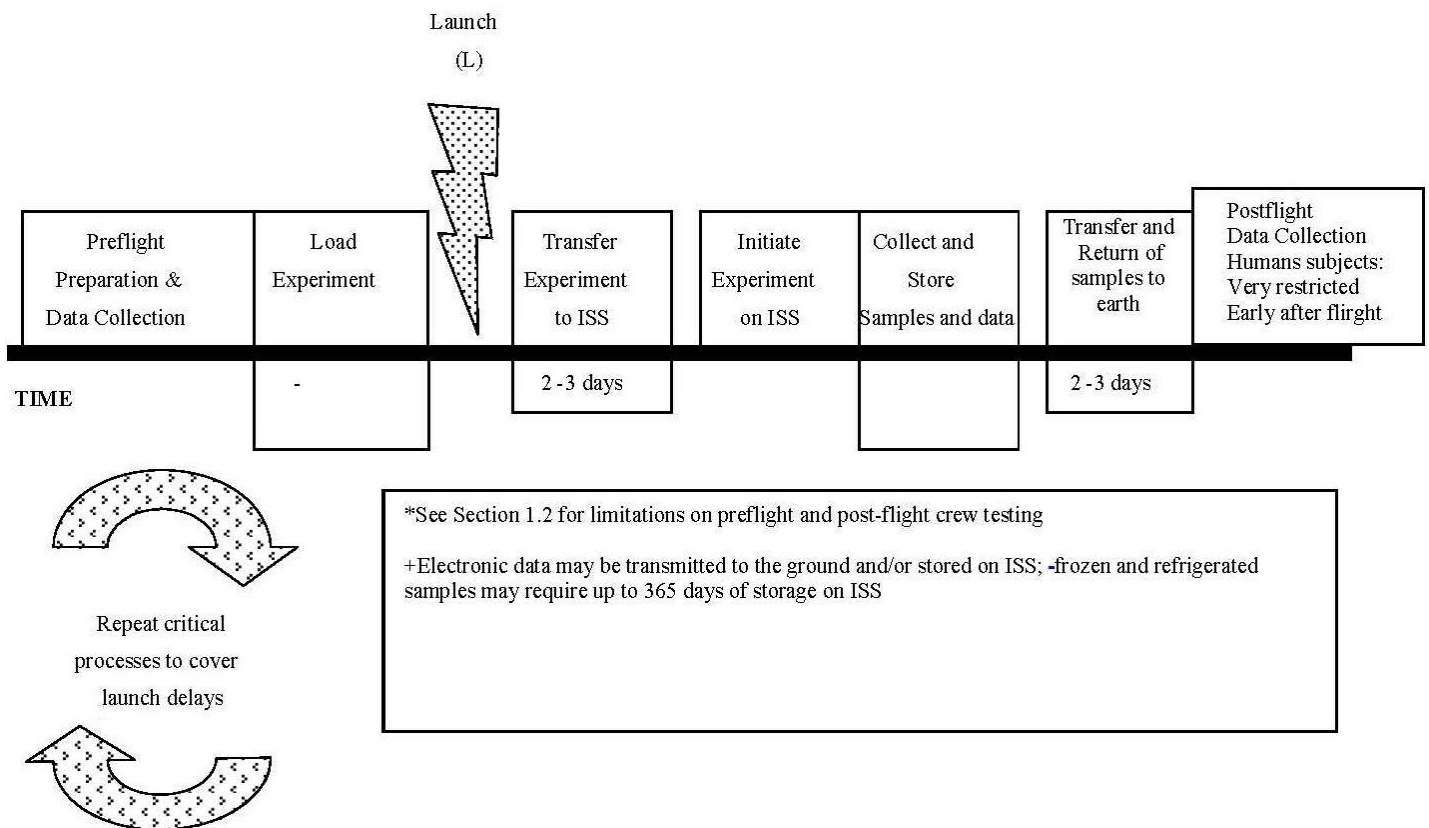 Launch
(L)
Preflight
Preparation &
Data Collection
Load
Experiment
Transfer
Experiment
to ISS
Initiate
Experiment
on ISS
Collect and
Store
Samples and data
Transfer and
Return of
samples to
earth
Postflight
Data Collection
Humans subjects:
Very restricted
Early after flirght
TIME
-
2 -3 days
2 -3 days
Repeat critical
processes to cover
launch delays
*See Section 1.2 for limitations on preflight and post-flight crew testing
+Electronic data may be transmitted to the ground and/or stored on ISS; -frozen and refrigerated
samples may require up to 365 days of storage on ISS